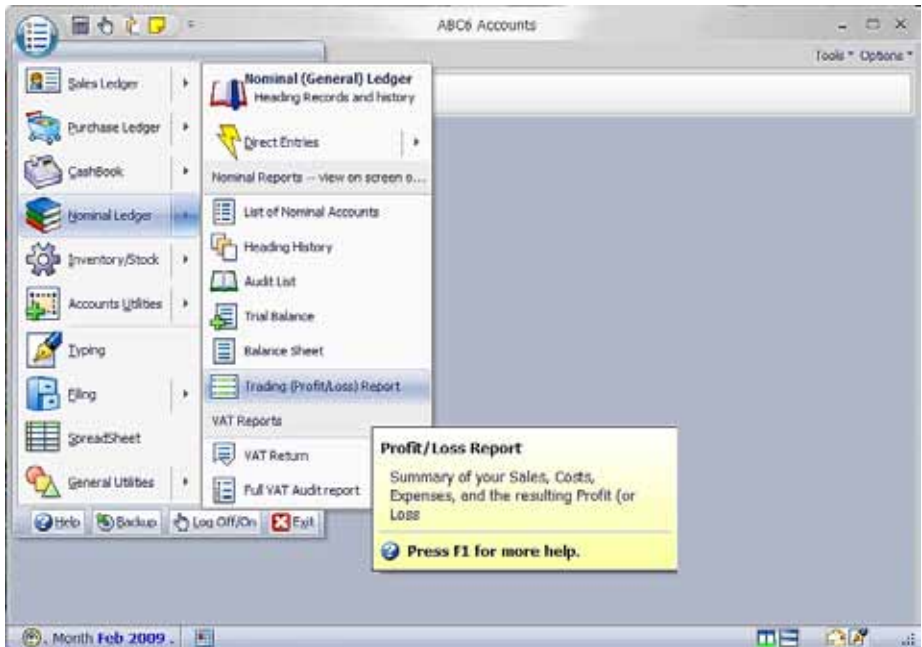 ABC6 Accounts
Tools Options
Sales Ledger
Purchase Ledger
CashBook
Nominal Ledger
Inventory/Stock
Accounts Utilities
Typing
Filing
SpreadSheet
General Utilities
Help Backup Log Off/On Exit
Nominal (General) Ledger
Heading Records and history
Direct Entries
Nominal Reports -- view on screen o...
List of Nominal Accounts
Heading History
Audit List
Trial Balance
Balance Sheet
Trading (Profit/Loss) Report
VAT Reports
VAT Return
Full VAT Audit report
Profit/Loss Report
Summary of your Sales, Costs,
Expenses, and the resulting Profit (or
Loss
Press F1 for more help.
. Month Feb 2009 .